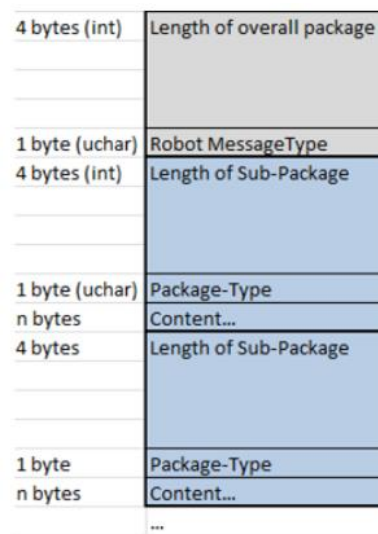 4 bytes (int) Length of overall package
1 byte (uchar) Robot MessageType
4 bytes (int) Length of Sub-Package
1 byte (uchar) Package-Type
n bytes Content...
4 bytes Length of Sub-Package
1 byte Package-Type
n bytes Content...
...